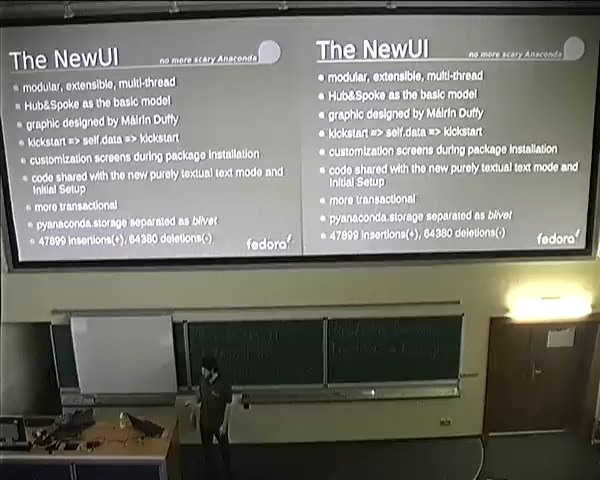 The NewUI
no more scary Anaconda
modular, extensible, multi-thread
Hub&Spoke as the basic model
graphic designed by Máirín Duffy
kickstart => self.data => kickstart
customization screens during package installation
code shared with the new purely textual text mode and
Initial Setup
more transactional
pyanaconda.storage separated as blivet
47899 insertions(+), 64380 deletions(-)
fedora
The NewUI
no more scary Anaconda
modular, extensible, multi-thread
Hub&Spoke as the basic model
graphic designed by Máirín Duffy
kickstart => self.data => kickstart
customization screens during package installation
code shared with the new purely textual text mode and
Initial Setup
more transactional
pyanaconda.storage separated as blivet
47899 insertions(+), 64380 deletions(-)
fedora